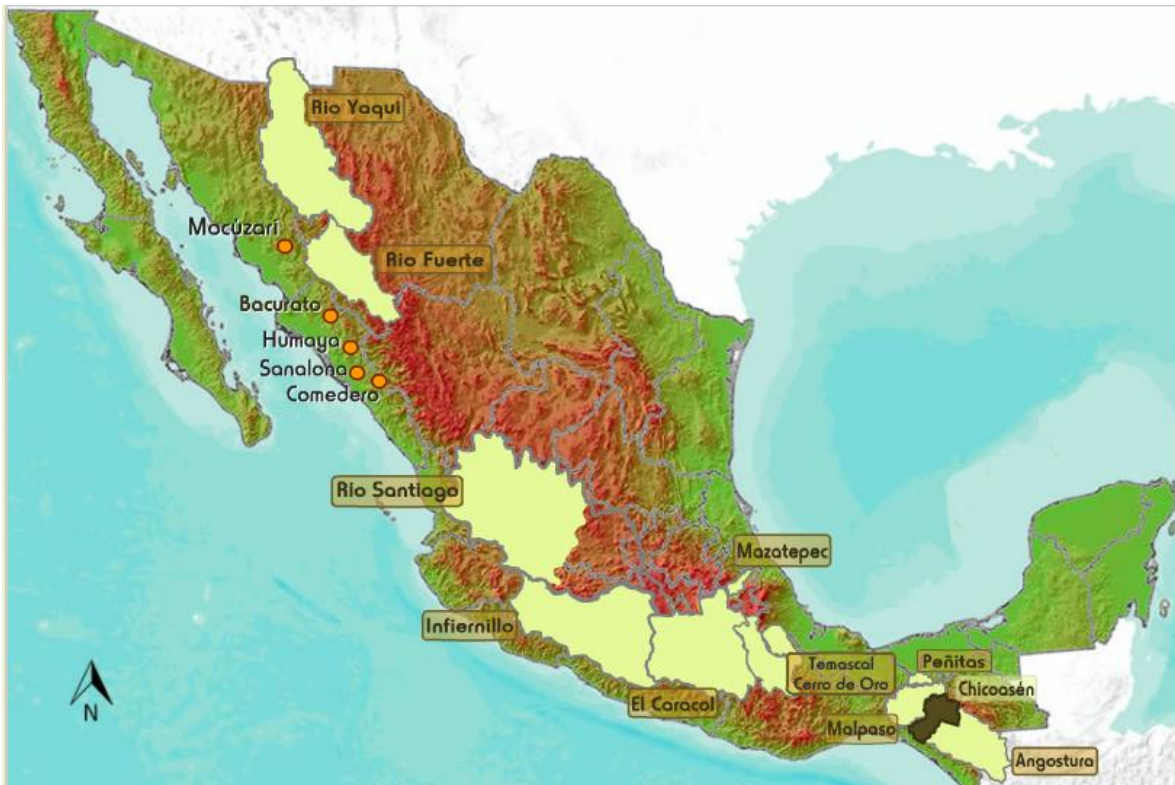 Rio Yaqui
Mocúzari
Rio Fuerte
Bacurato
Humaya
Sanalona
Comedero
Rio Santiago
Mazatepec
Infiernillo
Temascal
Cerro de Oro
Peñitas
Chicoasén
El Caracol
Malpaso
Angostura
N